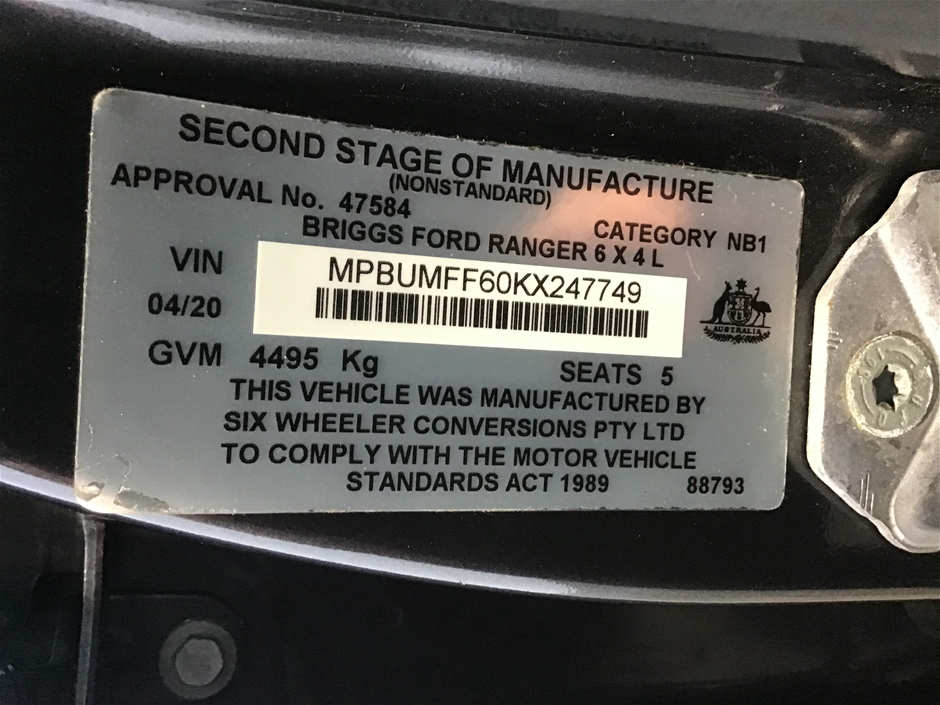 SECOND STAGE OF MANUFACTURE
(NONSTANDARD)
APPROVAL No. 47584
CATEGORY NB1
BRIGGS FORD RANGER 6 X 4 L
VIN MPBUMFF60KX247749
04/20
AUSTRALIA
GVM 4495 Kg SEATS 5
THIS VEHICLE WAS MANUFACTURED BY
SIX WHEELER CONVERSIONS PTY LTD
TO COMPLY WITH THE MOTOR VEHICLE
STANDARDS ACT 1989 88793